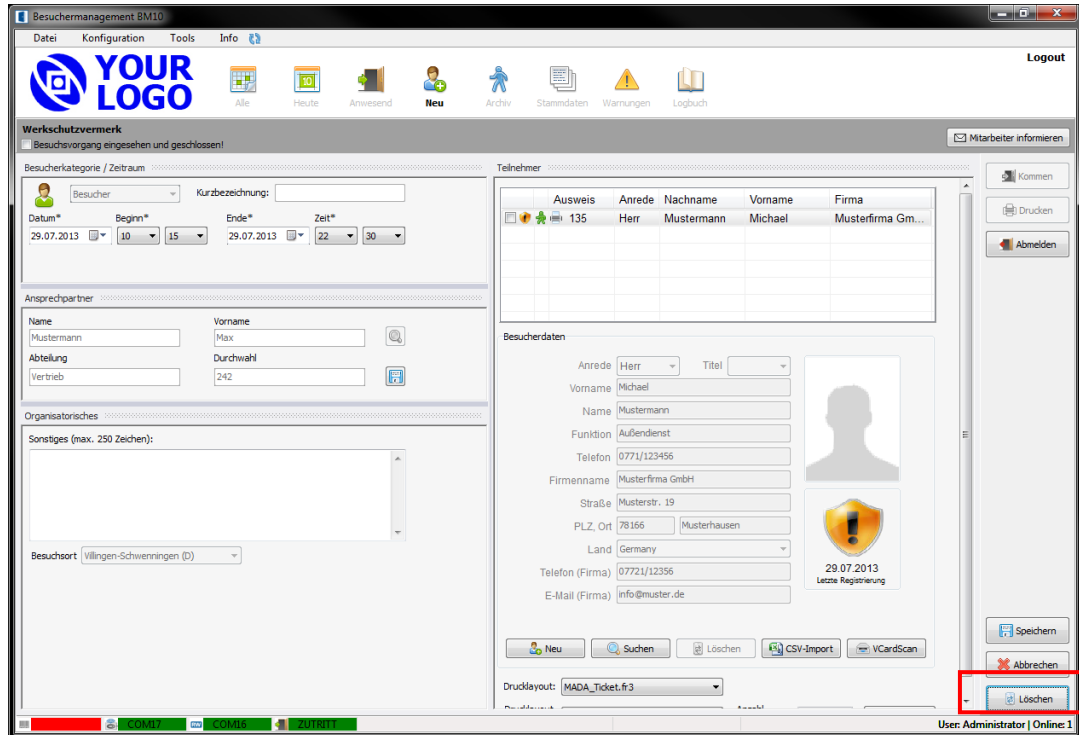 Besuchermanagement BM10
Datei Konfiguration Tools Info
YOUR LOGO
Alle Heute Anwesend Neu Archiv Stammdaten Warnungen Logbuch
Logout
Werkschutzvermerk
Besuchsvorgang eingesehen und geschlossen!
Mitarbeiter informieren
Besucherkategorie / Zeitraum
Besucher Kurzbezeichnung:
Datum* Beginn* Ende* Zeit*
29.07.2013 10 15 29.07.2013 22 30
Ansprechpartner
Name Vorname
Mustermann Max
Abteilung Durchwahl
Vertrieb 242
Organisatorisches
Sonstiges (max. 250 Zeichen):
Besuchsort Villingen-Schwenningen (D)
Teilnehmer
Ausweis Anrede Nachname Vorname Firma
135 Herr Mustermann Michael Musterfirma Gm...
Besucherdaten
Anrede Herr Titel
Vorname Michael
Name Mustermann
Funktion Außendienst
Telefon 0771/123456
Firmenname Musterfirma GmbH
Straße Musterstr. 19
PLZ, Ort 78166 Musterhausen
Land Germany
Telefon (Firma) 07721/12356
E-Mail (Firma) info@muster.de
29.07.2013
Letzte Registrierung
Neu Suchen Löschen CSV-Import VCardScan
Drucklayout: MADA_Ticket.fr3
Kommen
Drucken
Abmelden
Speichern
Abbrechen
Löschen
COM17 COM16 ZUTRITT
User: Administrator | Online: 1